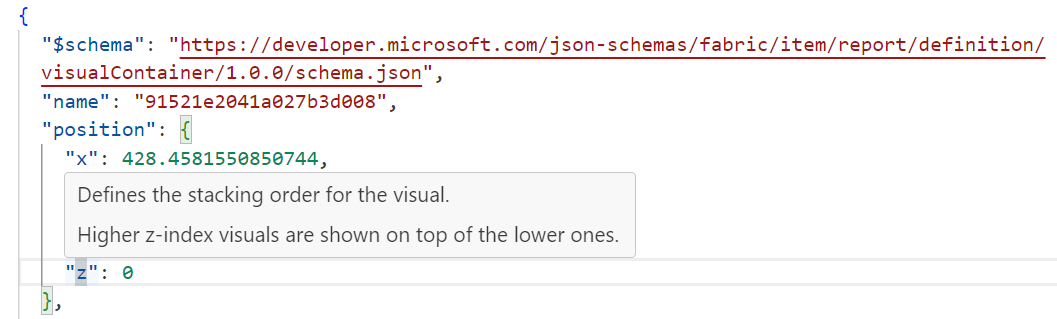 {
"$schema": "https://developer.microsoft.com/json-schemas/fabric/item/report/definition/
visualContainer/1.0.0/schema.json",
"name": "91521e2041a027b3d008",
"position": {
"x": 428.4581550850744,
Defines the stacking order for the visual.
Higher z-index visuals are shown on top of the lower ones.
"z": 0
},